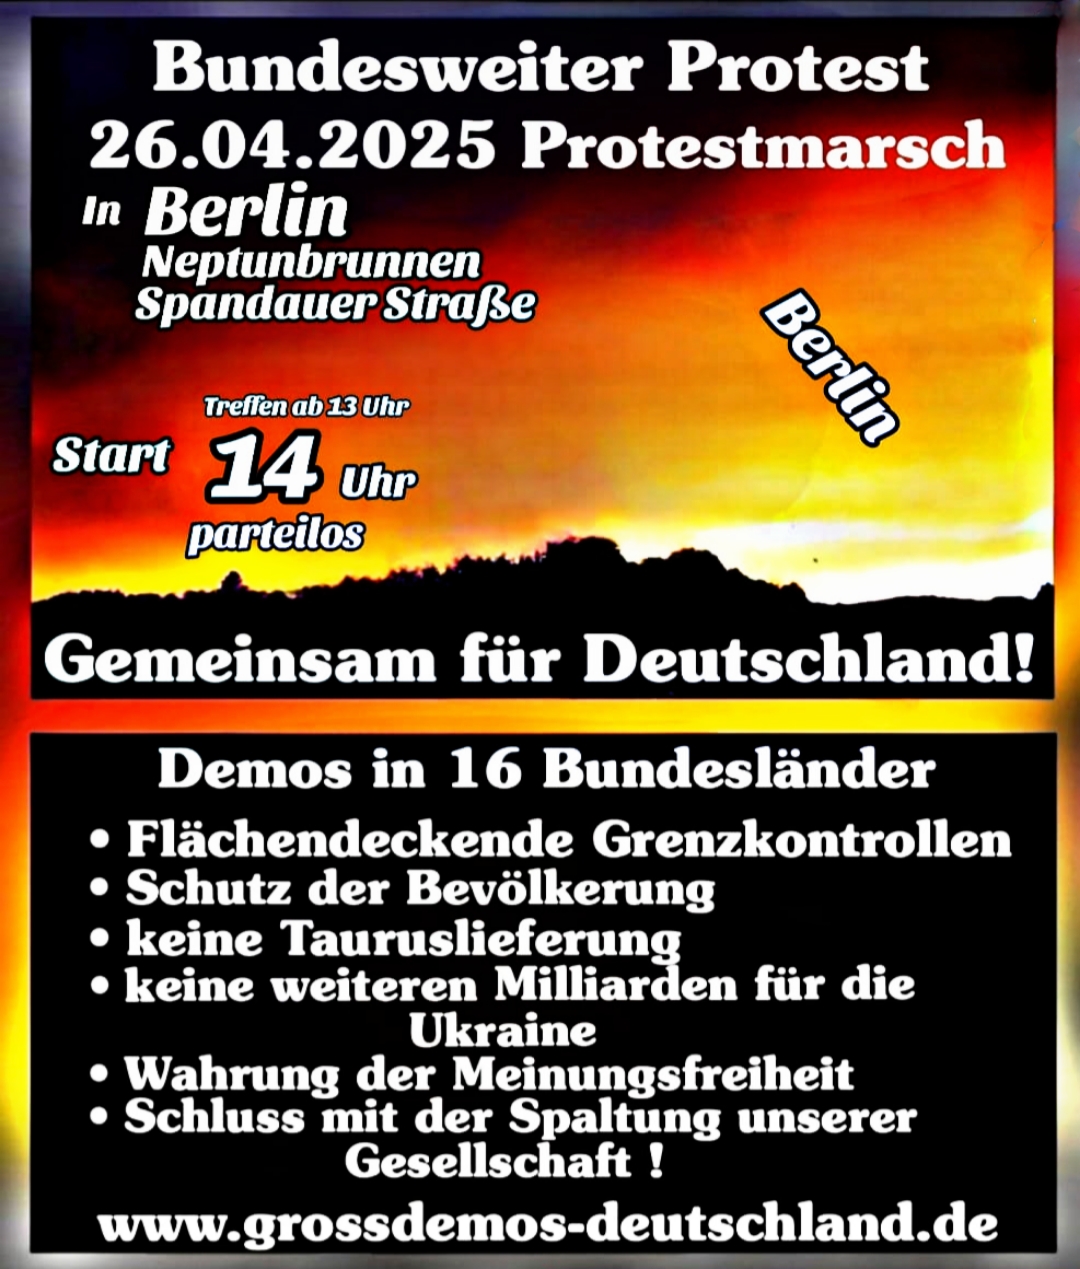 Bundesweiter Protest
26.04.2025 Protestmarsch
In Berlin
Neptunbrunnen
Spandauer Straße
Berlin
Treffen ab 13 Uhr
Start 14 Uhr
parteilos
Gemeinsam für Deutschland!
Demos in 16 Bundesländer
• Flächendeckende Grenzkontrollen
• Schutz der Bevölkerung
• keine Tauruslieferung
• keine weiteren Milliarden für die
Ukraine
• Wahrung der Meinungsfreiheit
• Schluss mit der Spaltung unserer
Gesellschaft !
www.grossdemos-deutschland.de